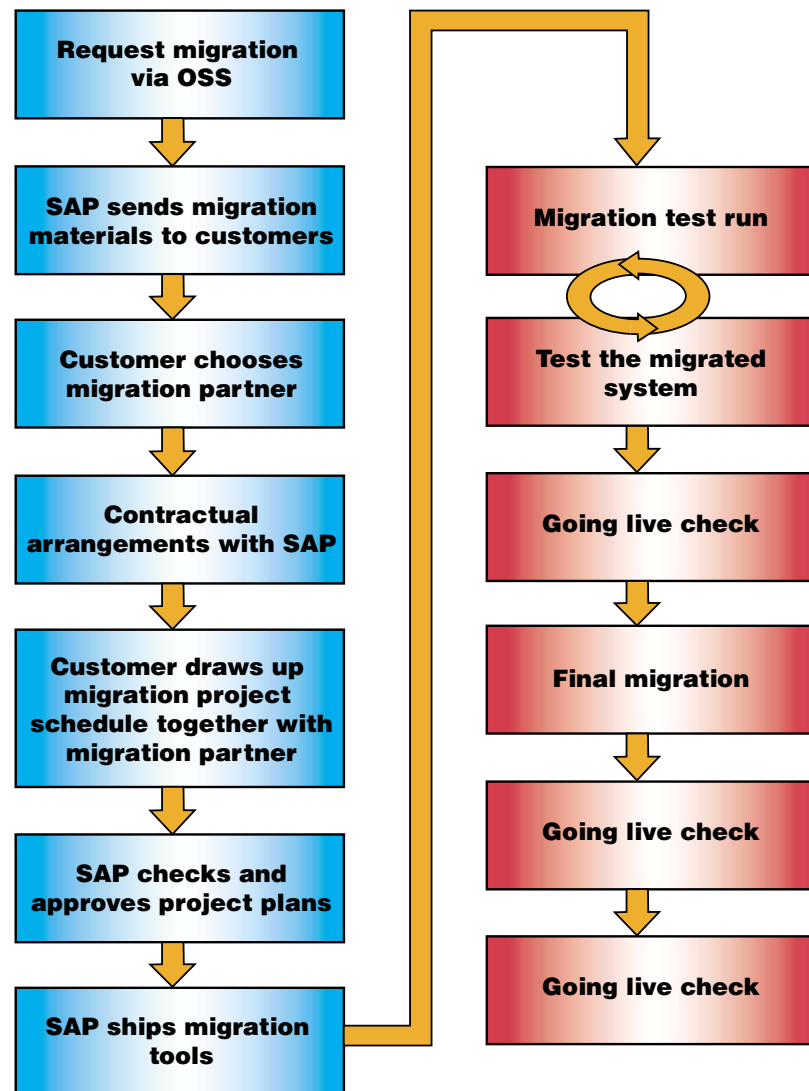 Request migration
via OSS
SAP sends migration
materials to customers
Customer chooses
migration partner
Contractual
arrangements with SAP
Customer draws up
migration project
schedule together with
migration partner
SAP checks and
approves project plans
SAP ships migration
tools
Migration test run
Test the migrated
system
Going live check
Final migration
Going live check
Going live check